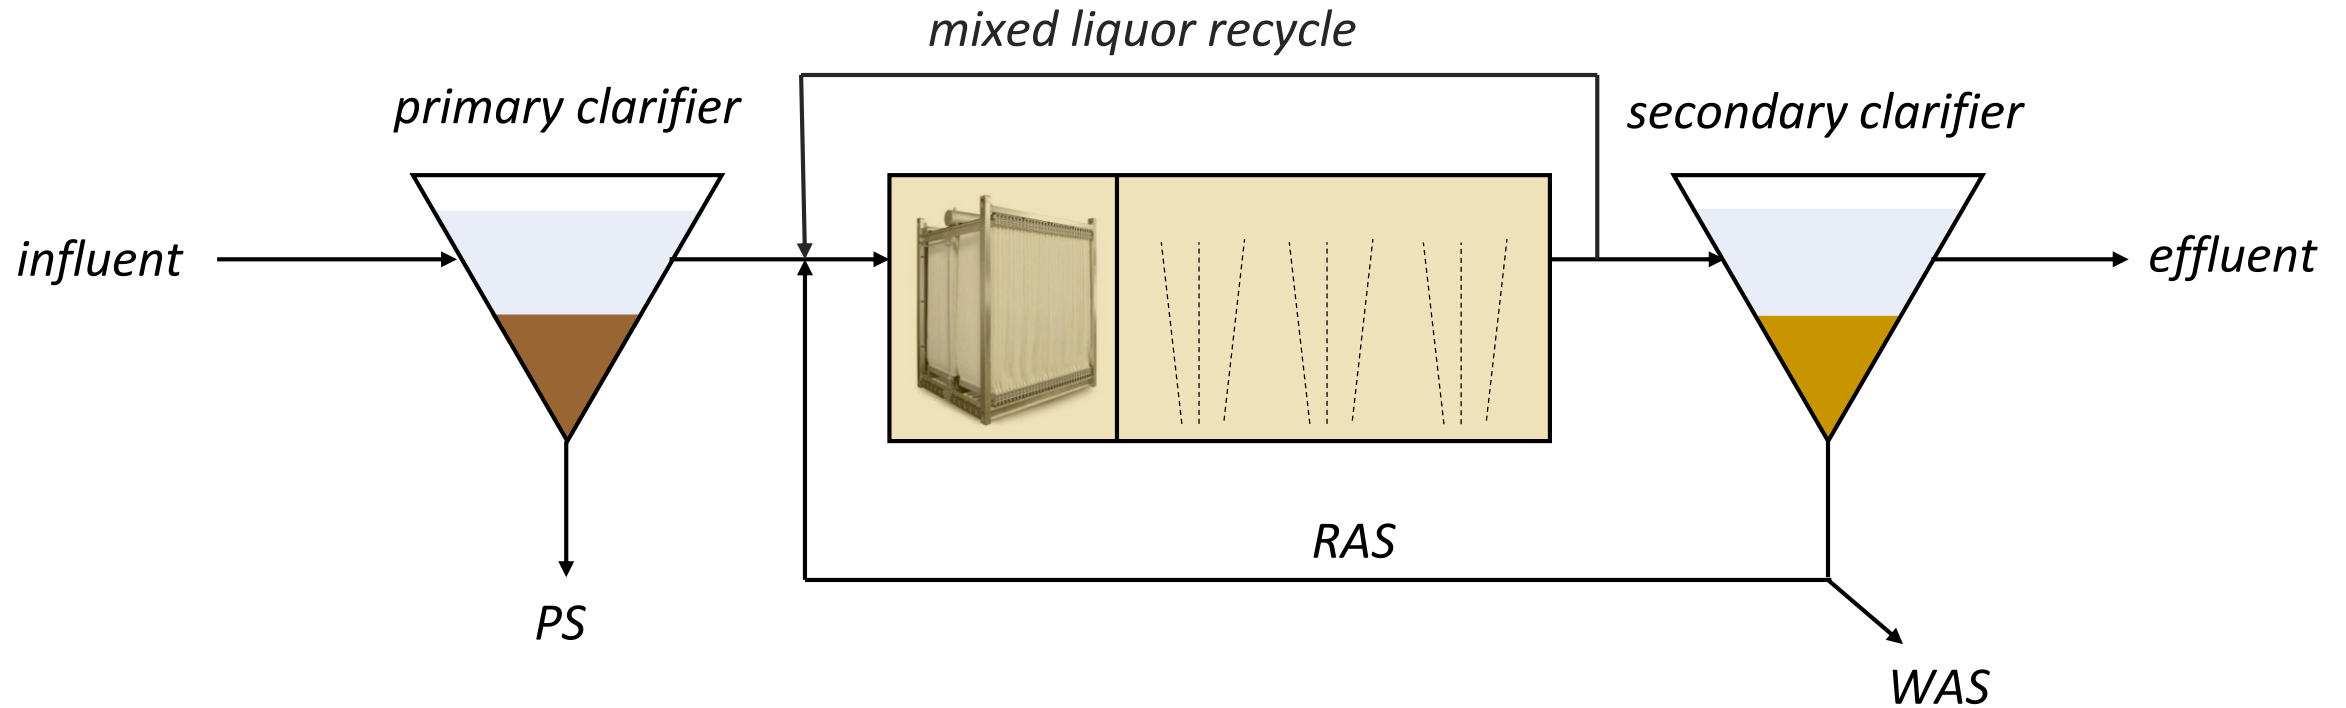 mixed liquor recycle
primary clarifier
secondary clarifier
influent
effluent
RAS
PS
WAS